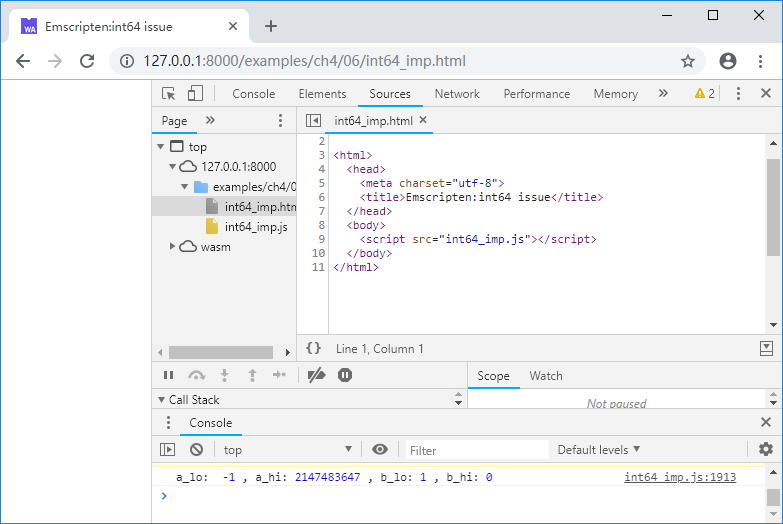 WA Emscripten:int64 issue
127.0.0.1:8000/examples/ch4/06/int64_imp.html
Console Elements Sources Network Performance Memory » 2
Page » int64_imp.html
top
127.0.0.1:8000
examples/ch4/0
int64_imp.htm
int64_imp.js
wasm
2
3 <html>
4 <head>
5 <meta charset="utf-8">
6 <title>Emscripten:int64 issue</title>
7 </head>
8 <body>
9 <script src="int64_imp.js"></script>
10 </body>
11 </html>
{} Line 1, Column 1
Scope Watch
Call Stack
Not paused
Console
top Filter Default levels
a_lo: -1 , a_hi: 2147483647 , b_lo: 1 , b_hi: 0 int64_imp.js:1913
>